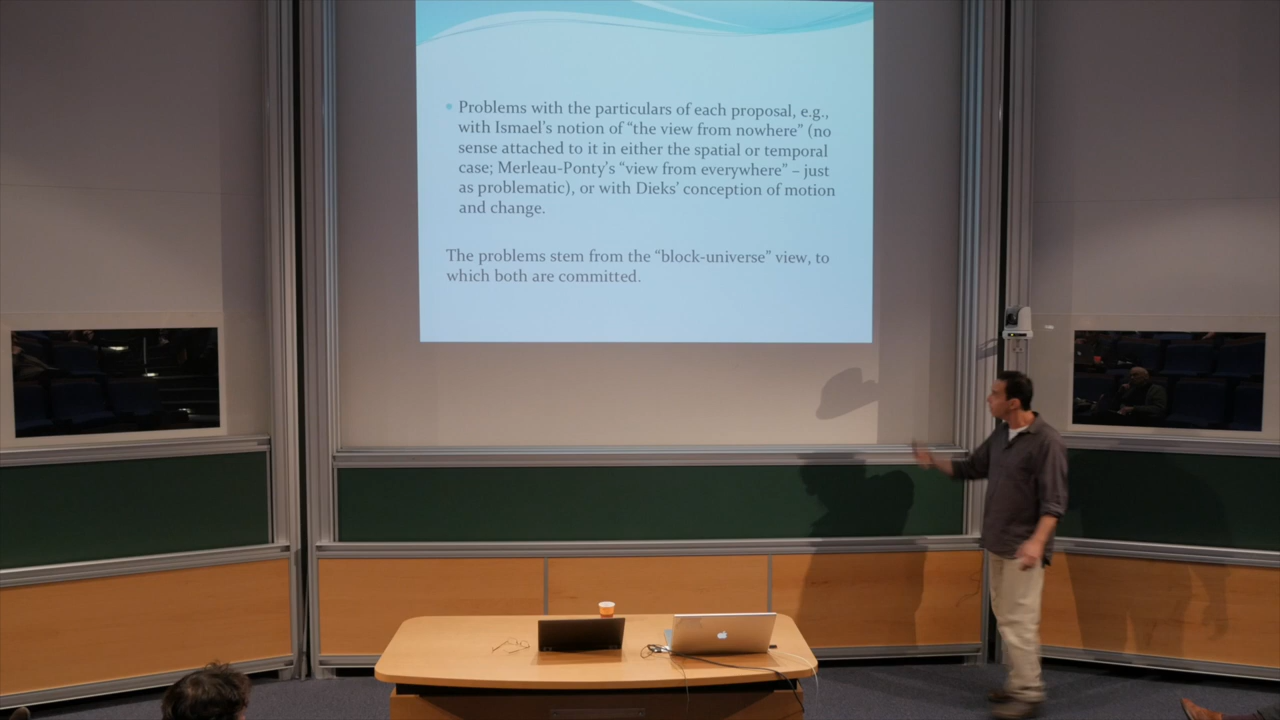 Problems with the particulars of each proposal, e.g.,
with Ismael's notion of “the view from nowhere” (no
sense attached to it in either the spatial or temporal
case; Merleau-Ponty's “view from everywhere” – just
as problematic), or with Dieks' conception of motion
and change.
The problems stem from the “block-universe” view, to
which both are committed.